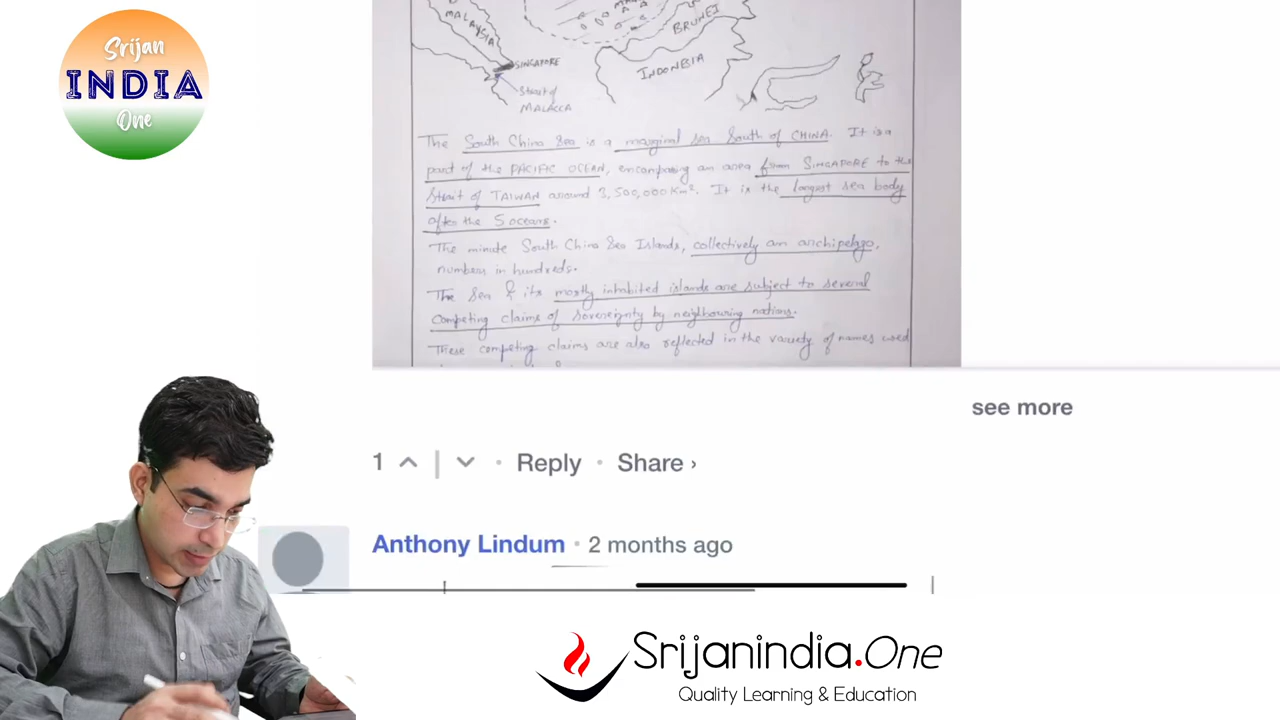 Srijan
INDIA
One
MALAYSIA
BRUNEI
SINGAPORE
INDONBIA
Strait of
MALACCA
The South China Sea is a marginal sea South of CHINA. It is a
part of the PACIFIC OCEAN, encompasing an area from SINGAPORE to the
Strait of TAIWAN around 3,500,000 Km². It is the largest sea body
after the 5 oceans.
The minute South China Sea Islands, collectively an archipelago,
numbers in hundreds.
The Sea & its mostly inhabited islands are subject to several
competing claims of sovereignty by neighbouring nations.
These competing claims are also reflected in the variety of names used
see more
1 Reply · Share ›
Anthony Lindum · 2 months ago
Srijanindia.One
Quality Learning & Education